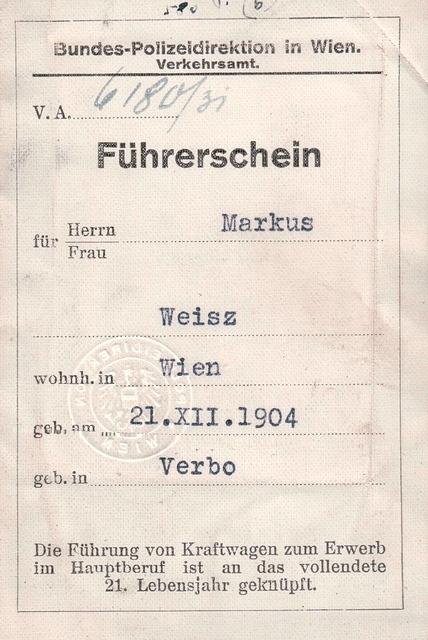 Bundes-Polizeidirektion in Wien.
Verkehrsamt.
V. A. 6180/31
Führerschein
für Herrn Markus
Frau
Weisz
wohnh. in Wien
geb. am 21.XII.1904
geb. in Verbo
Die Führung von Kraftwagen zum Erwerb
im Hauptberuf ist an das vollendete
21. Lebensjahr geknüpft.